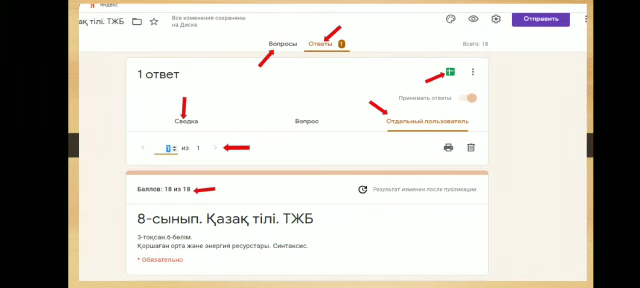 Яндекс
ақ тілі. ТЖБ
Все изменения сохранены
на Диске
Отправить
Вопросы
Ответы
1
Всего: 18
1 ответ
Принимать ответы
Сводка
Вопрос
Отдельный пользователь
1 из 1
Баллов: 18 из 18
Результат изменен после публикации
8-сынып. Қазақ тілі. ТЖБ
3-тоқсан.6-бөлім.
Қоршаған орта және энергия ресурстары. Синтаксис.
* Обязательно